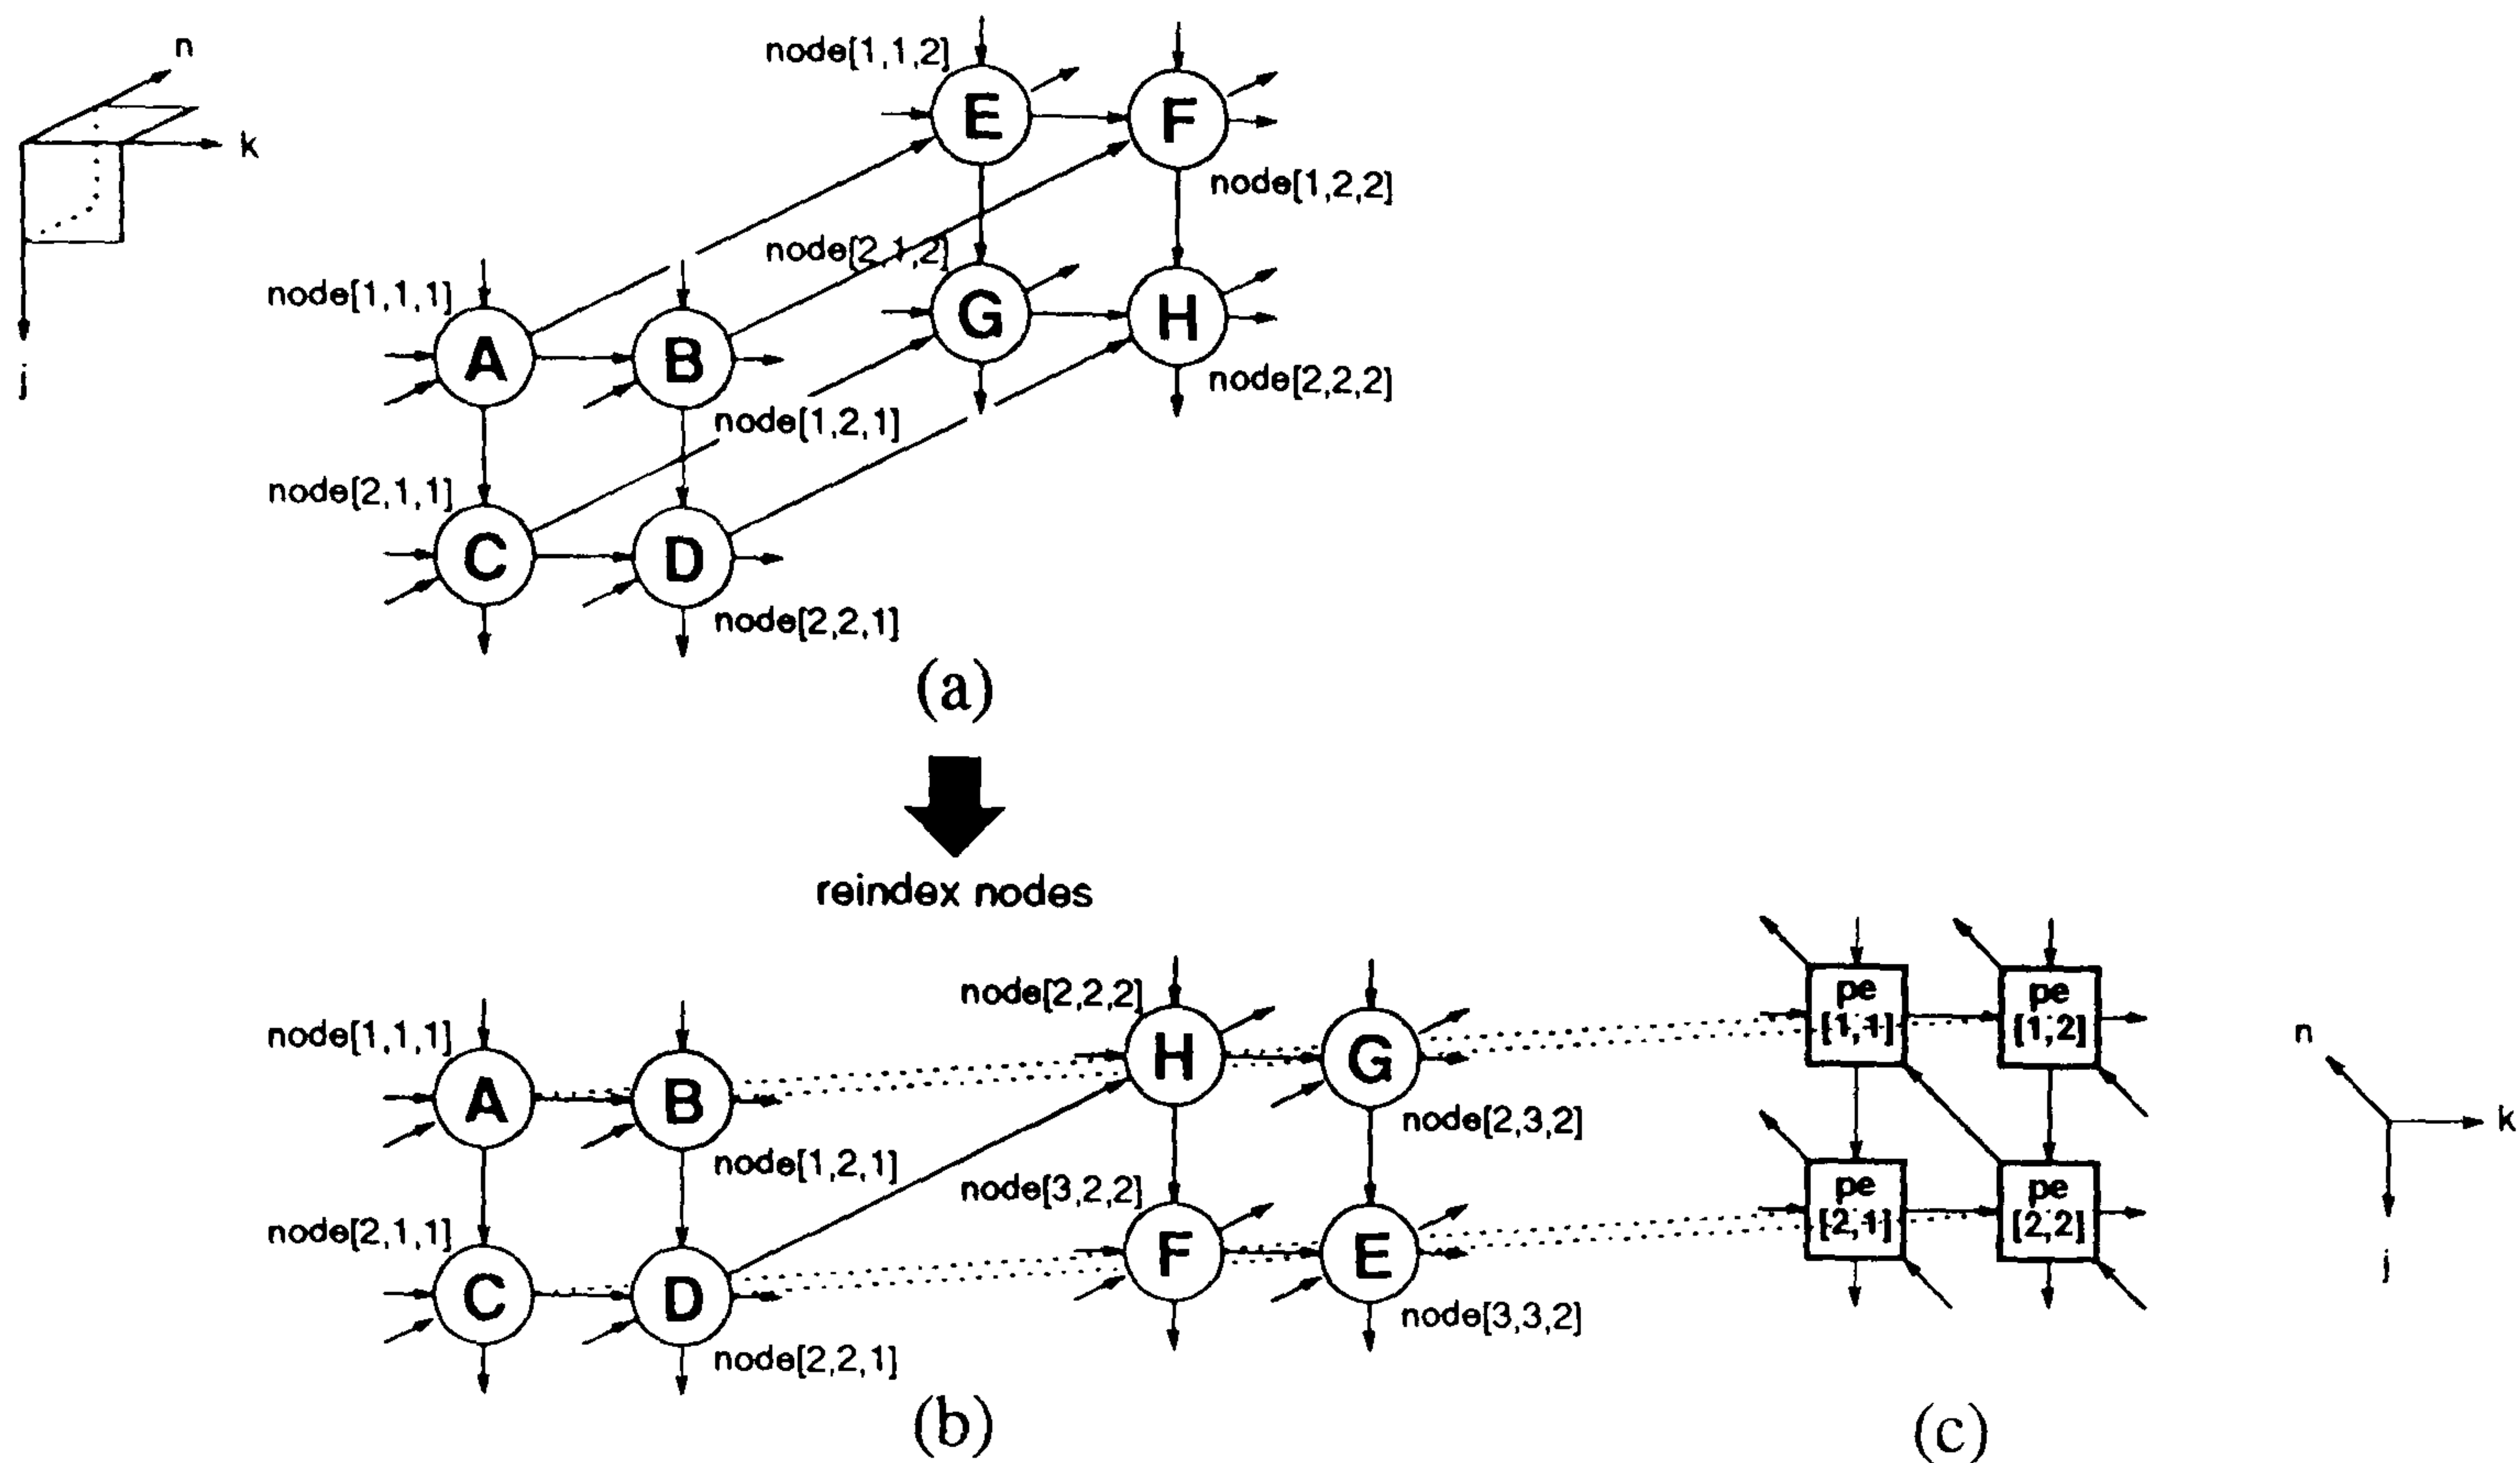 n
k
j
node[1,1,2]
E
F
node[1,2,2]
node[2,1,2]
node[1,1,1]
A
B
G
H
node[2,2,2]
node[1,2,1]
node[2,1,1]
C
D
node[2,2,1]
(a)
reindex nodes
node[1,1,1]
A
B
node[1,2,1]
node[2,2,2]
H
G
node[2,3,2]
node[2,1,1]
C
D
node[2,2,1]
node[3,2,2]
F
E
node[3,3,2]
(b)
pe
[1,1]
pe
[1,2]
pe
[2,1]
pe
[2,2]
n
k
j
(c)